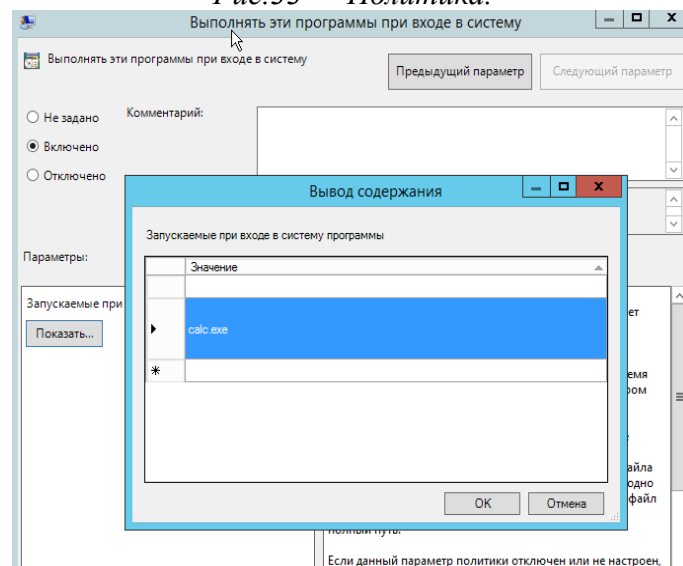 Рис.33 Политика.
Выполнять эти программы при входе в систему
Выполнять эти программы при входе в систему
Предыдущий параметр
Следующий параметр
Не задано
Комментарий:
Включено
Отключено
Вывод содержания
Запускаемые при входе в систему программы
Параметры:
Значение
Запускаемые при
Показать...
calc.exe
ет
емя
ром
айла
одно
файл
OK
Отмена
полный путь.
Если данный параметр политики отключен или не настроен,